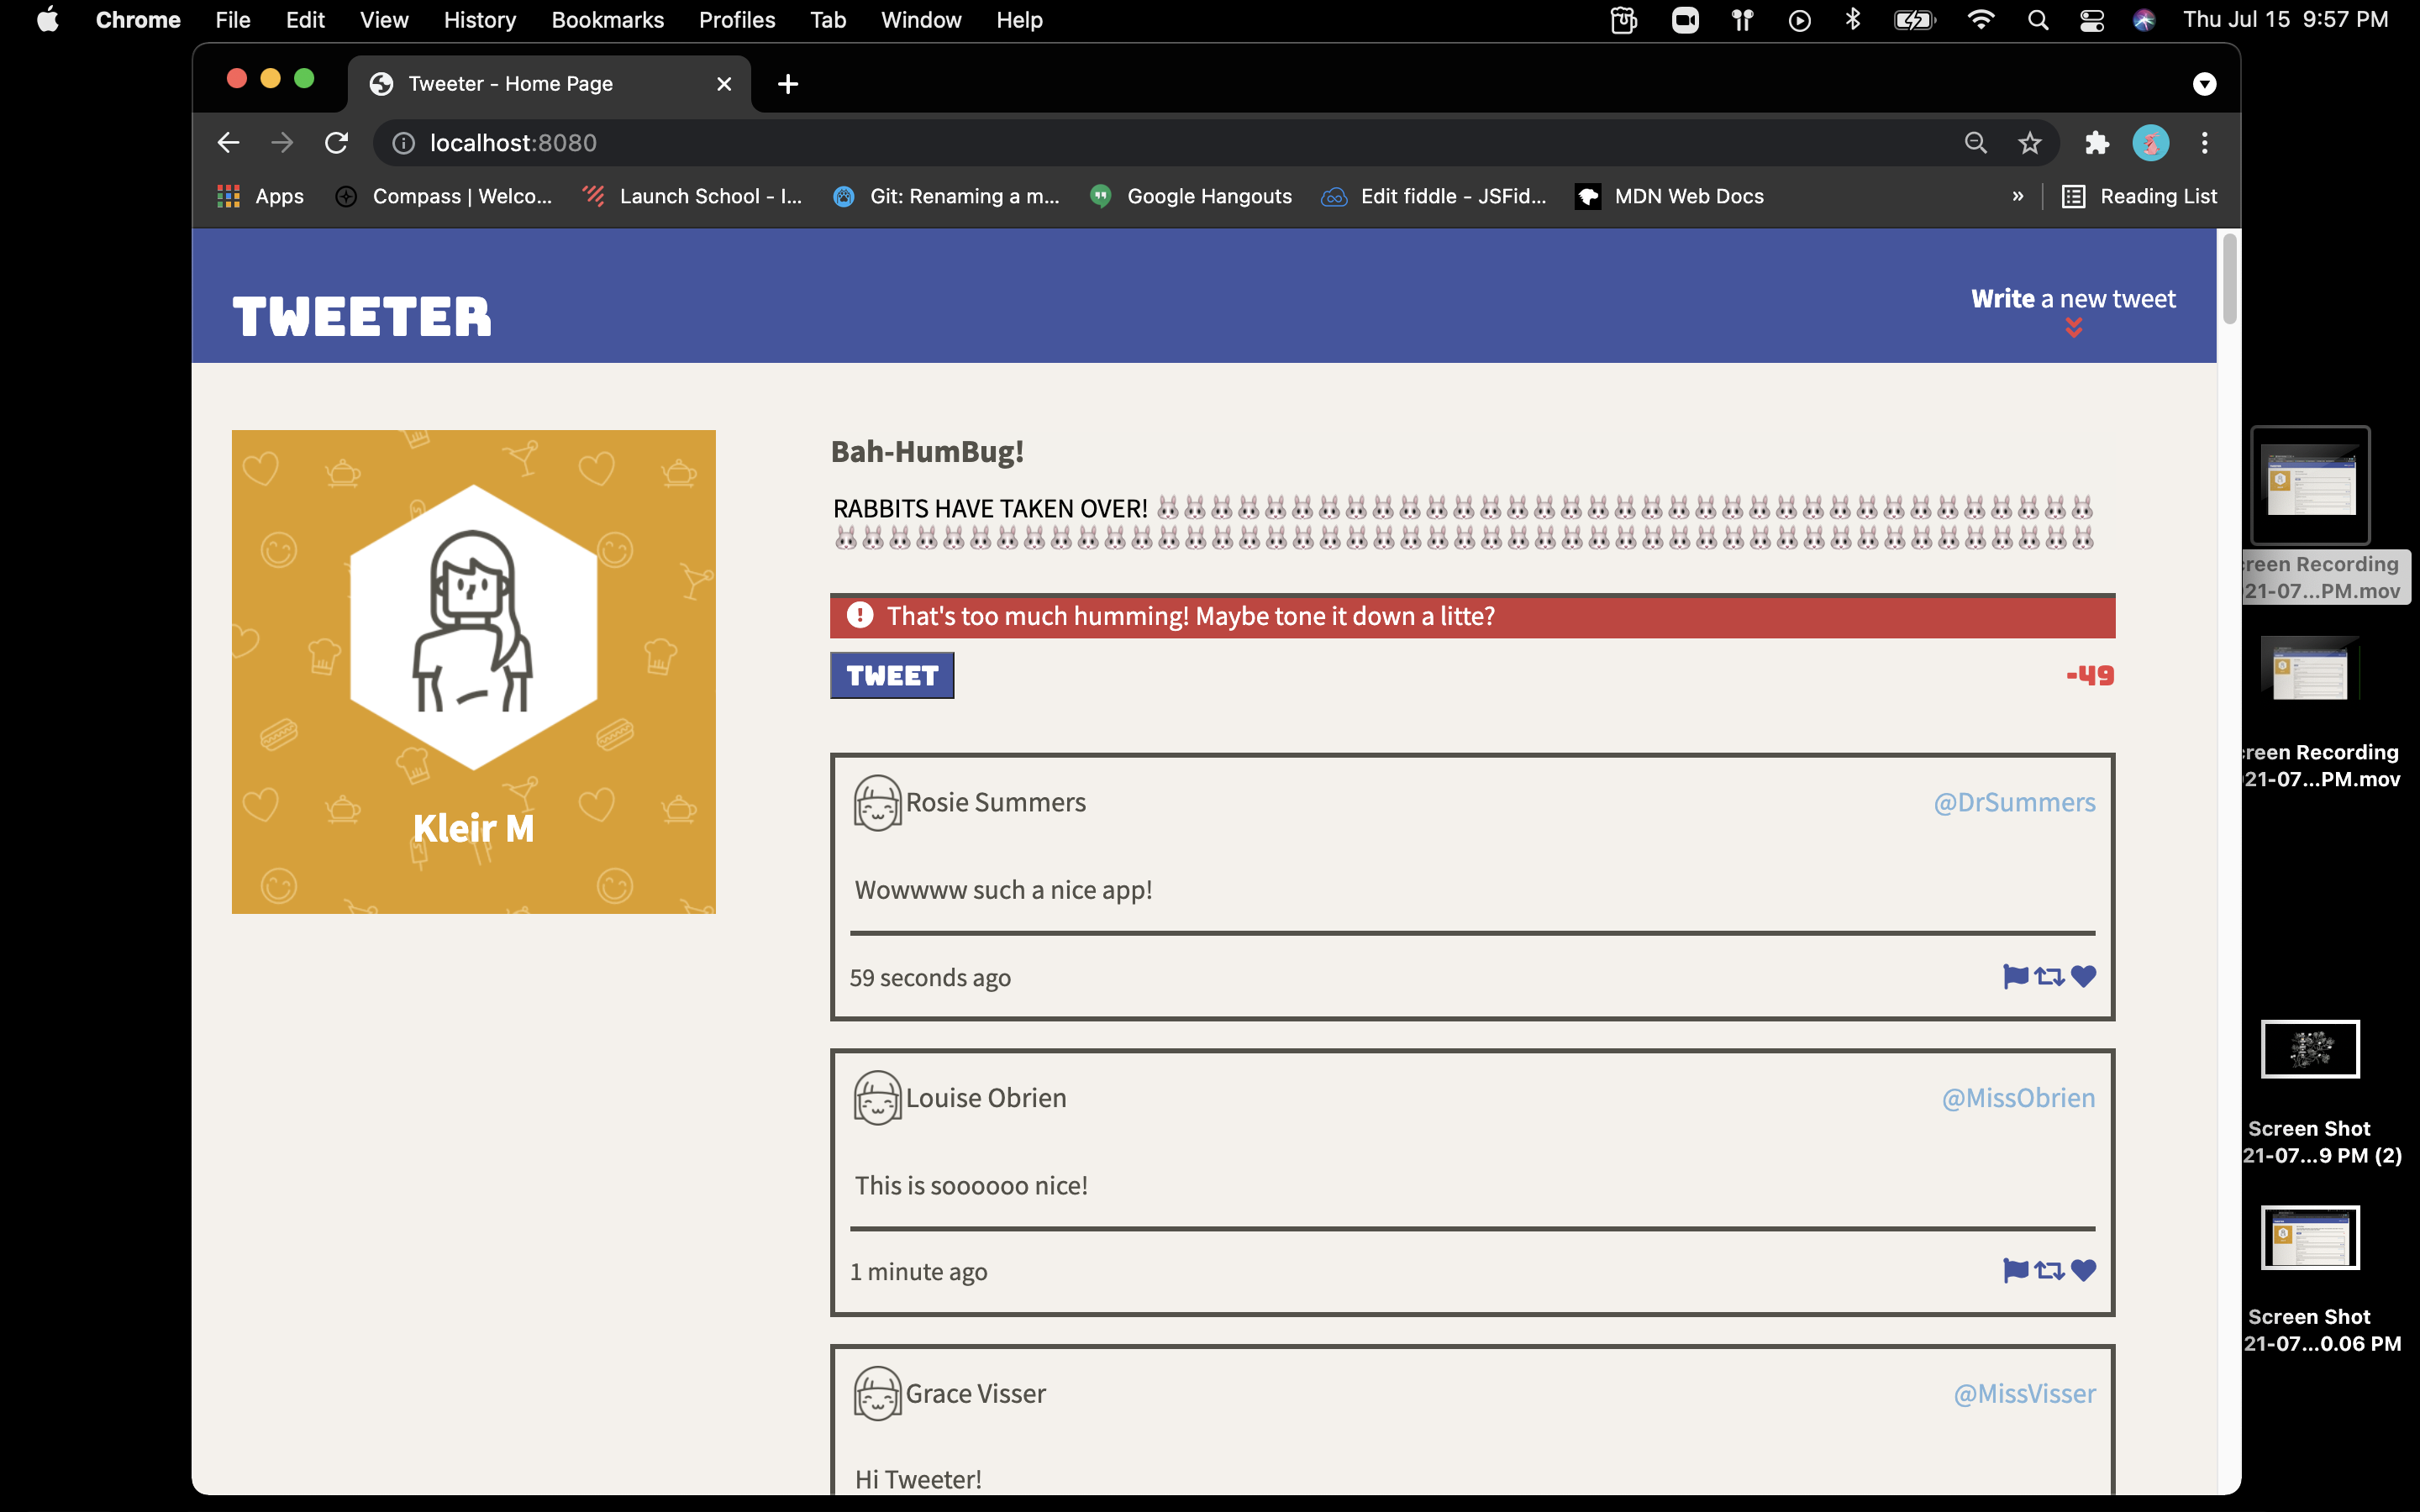 Chrome File Edit View History Bookmarks Profiles Tab Window Help Thu Jul 15 9:57 PM
Tweeter - Home Page
localhost:8080
Apps Compass | Welco... Launch School - I... Git: Renaming a m... Google Hangouts Edit fiddle - JSFid... MDN Web Docs » Reading List
TWEETER
Write a new tweet
Bah-HumBug!
RABBITS HAVE TAKEN OVER! 🐰🐰🐰🐰🐰🐰🐰🐰🐰🐰🐰🐰🐰🐰🐰🐰🐰🐰🐰🐰🐰🐰🐰🐰🐰🐰🐰🐰🐰🐰🐰🐰🐰🐰🐰
🐰🐰🐰🐰🐰🐰🐰🐰🐰🐰🐰🐰🐰🐰🐰🐰🐰🐰🐰🐰🐰🐰🐰🐰🐰🐰🐰🐰🐰🐰🐰🐰🐰🐰🐰🐰🐰🐰🐰🐰🐰🐰🐰🐰🐰🐰🐰
That's too much humming! Maybe tone it down a litte?
TWEET -49
Kleir M
Rosie Summers @DrSummers
Wowwww such a nice app!
59 seconds ago
Louise Obrien @MissObrien
This is soooooo nice!
1 minute ago
Grace Visser @MissVisser
Hi Tweeter!
creen Recording
21-07...PM.mov
creen Recording
21-07...PM.mov
Screen Shot
21-07...9 PM (2)
Screen Shot
21-07...0.06 PM